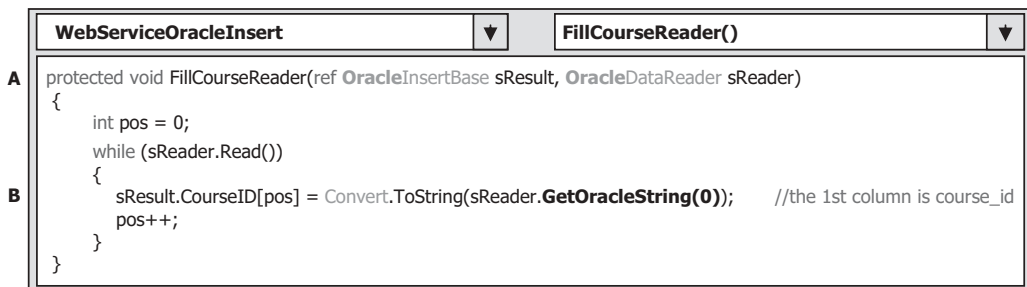 WebServiceOracleInsert FillCourseReader()
A protected void FillCourseReader(ref OracleInsertBase sResult, OracleDataReader sReader)
{
int pos = 0;
while (sReader.Read())
{
B sResult.CourseID[pos] = Convert.ToString(sReader.GetOracleString(0)); //the 1st column is course_id
pos++;
}
}